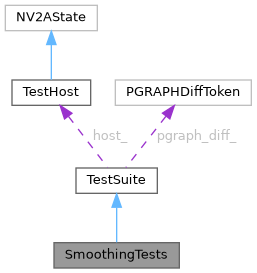 NV2AState
TestHost
PGRAPHDiffToken
host_
pgraph_diff_
TestSuite
SmoothingTests